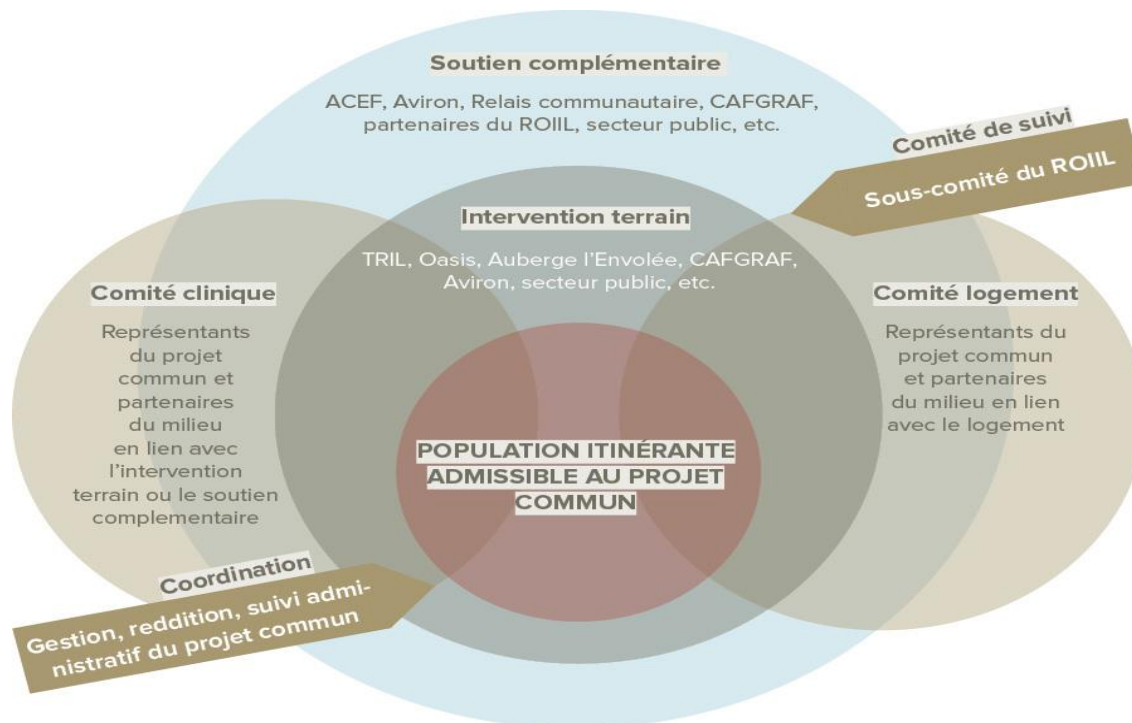 Soutien complémentaire
ACEF, Aviron, Relais communautaire, CAFGRAF,
partenaires du ROIIL, secteur public, etc.
Comité de suivi
Sous-comité du ROIIL
Intervention terrain
TRIL, Oasis, Auberge l'Envolée, CAFGRAF,
Aviron, secteur public, etc.
Comité clinique
Représentants
du projet
commun et
partenaires
du milieu
en lien avec
l'intervention
terrain ou le soutien
complementaire
Comité logement
Représentants du
projet commun
et partenaires
du milieu en lien
avec le logement
POPULATION ITINÉRANTE
ADMISSIBLE AU PROJET
COMMUN
Coordination
Gestion, reddition, suivi admi-
nistratif du projet commun